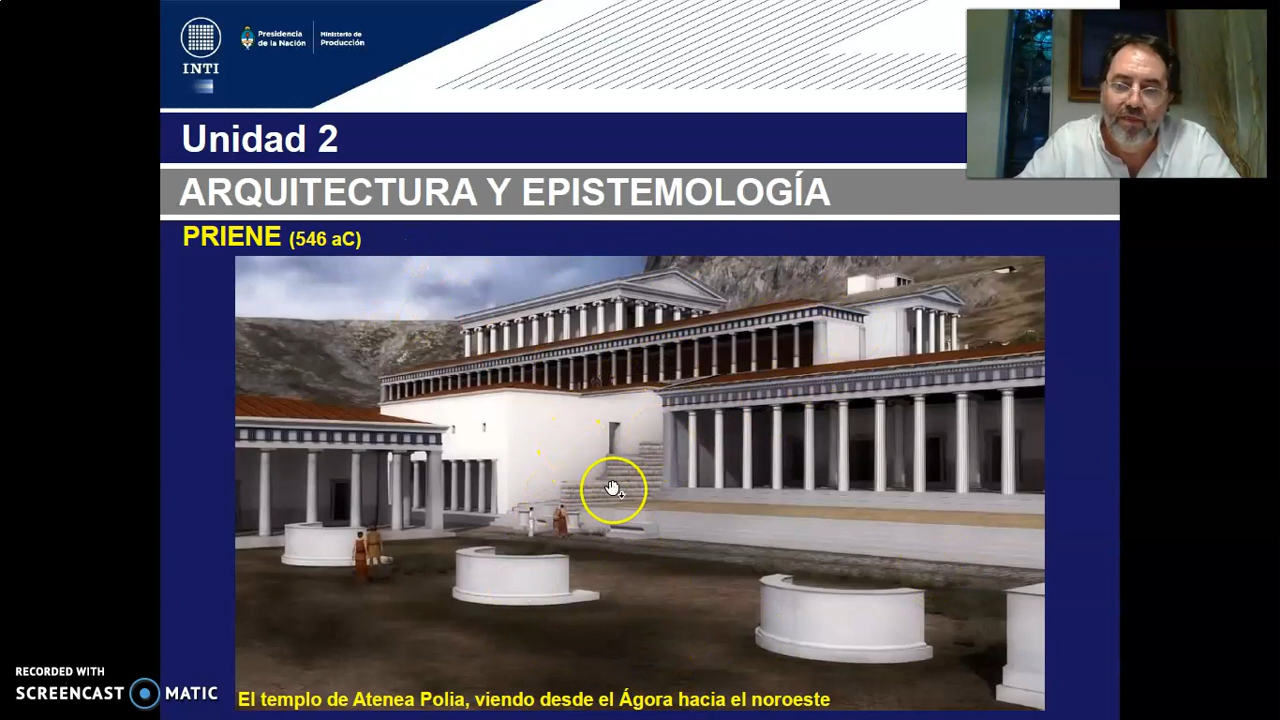 INTI
Presidencia
de la Nación
Ministerio de
Producción
Unidad 2
ARQUITECTURA Y EPISTEMOLOGÍA
PRIENE (546 aC)
El templo de Atenea Polia, viendo desde el Ágora hacia el noroeste
RECORDED WITH
SCREENCAST MATIC